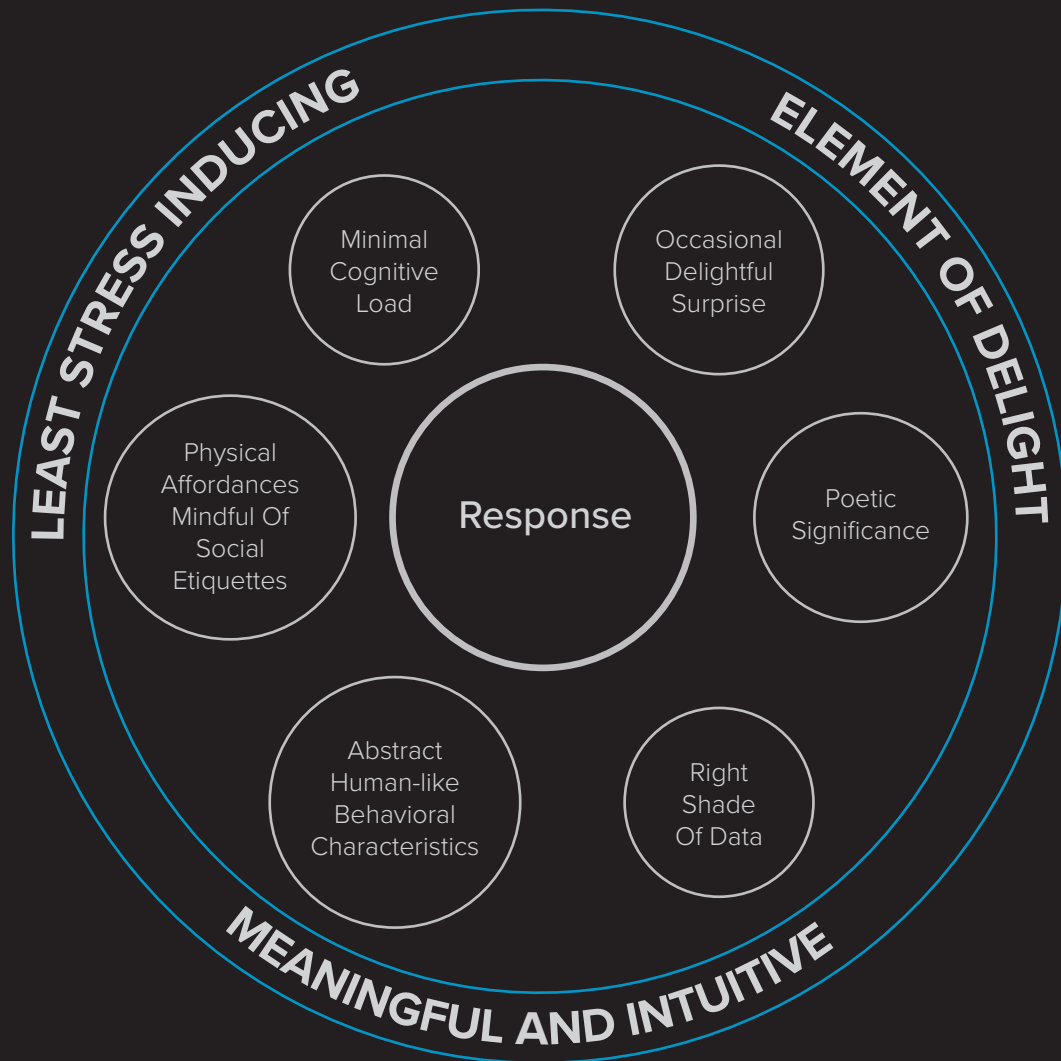 LEAST STRESS INDUCING
ELEMENT OF DELIGHT
Minimal
Cognitive
Load
Occasional
Delightful
Surprise
Physical
Affordances
Mindful Of
Social
Etiquettes
Response
Poetic
Significance
Abstract
Human-like
Behavioral
Characteristics
Right
Shade
Of Data
MEANINGFUL AND INTUITIVE